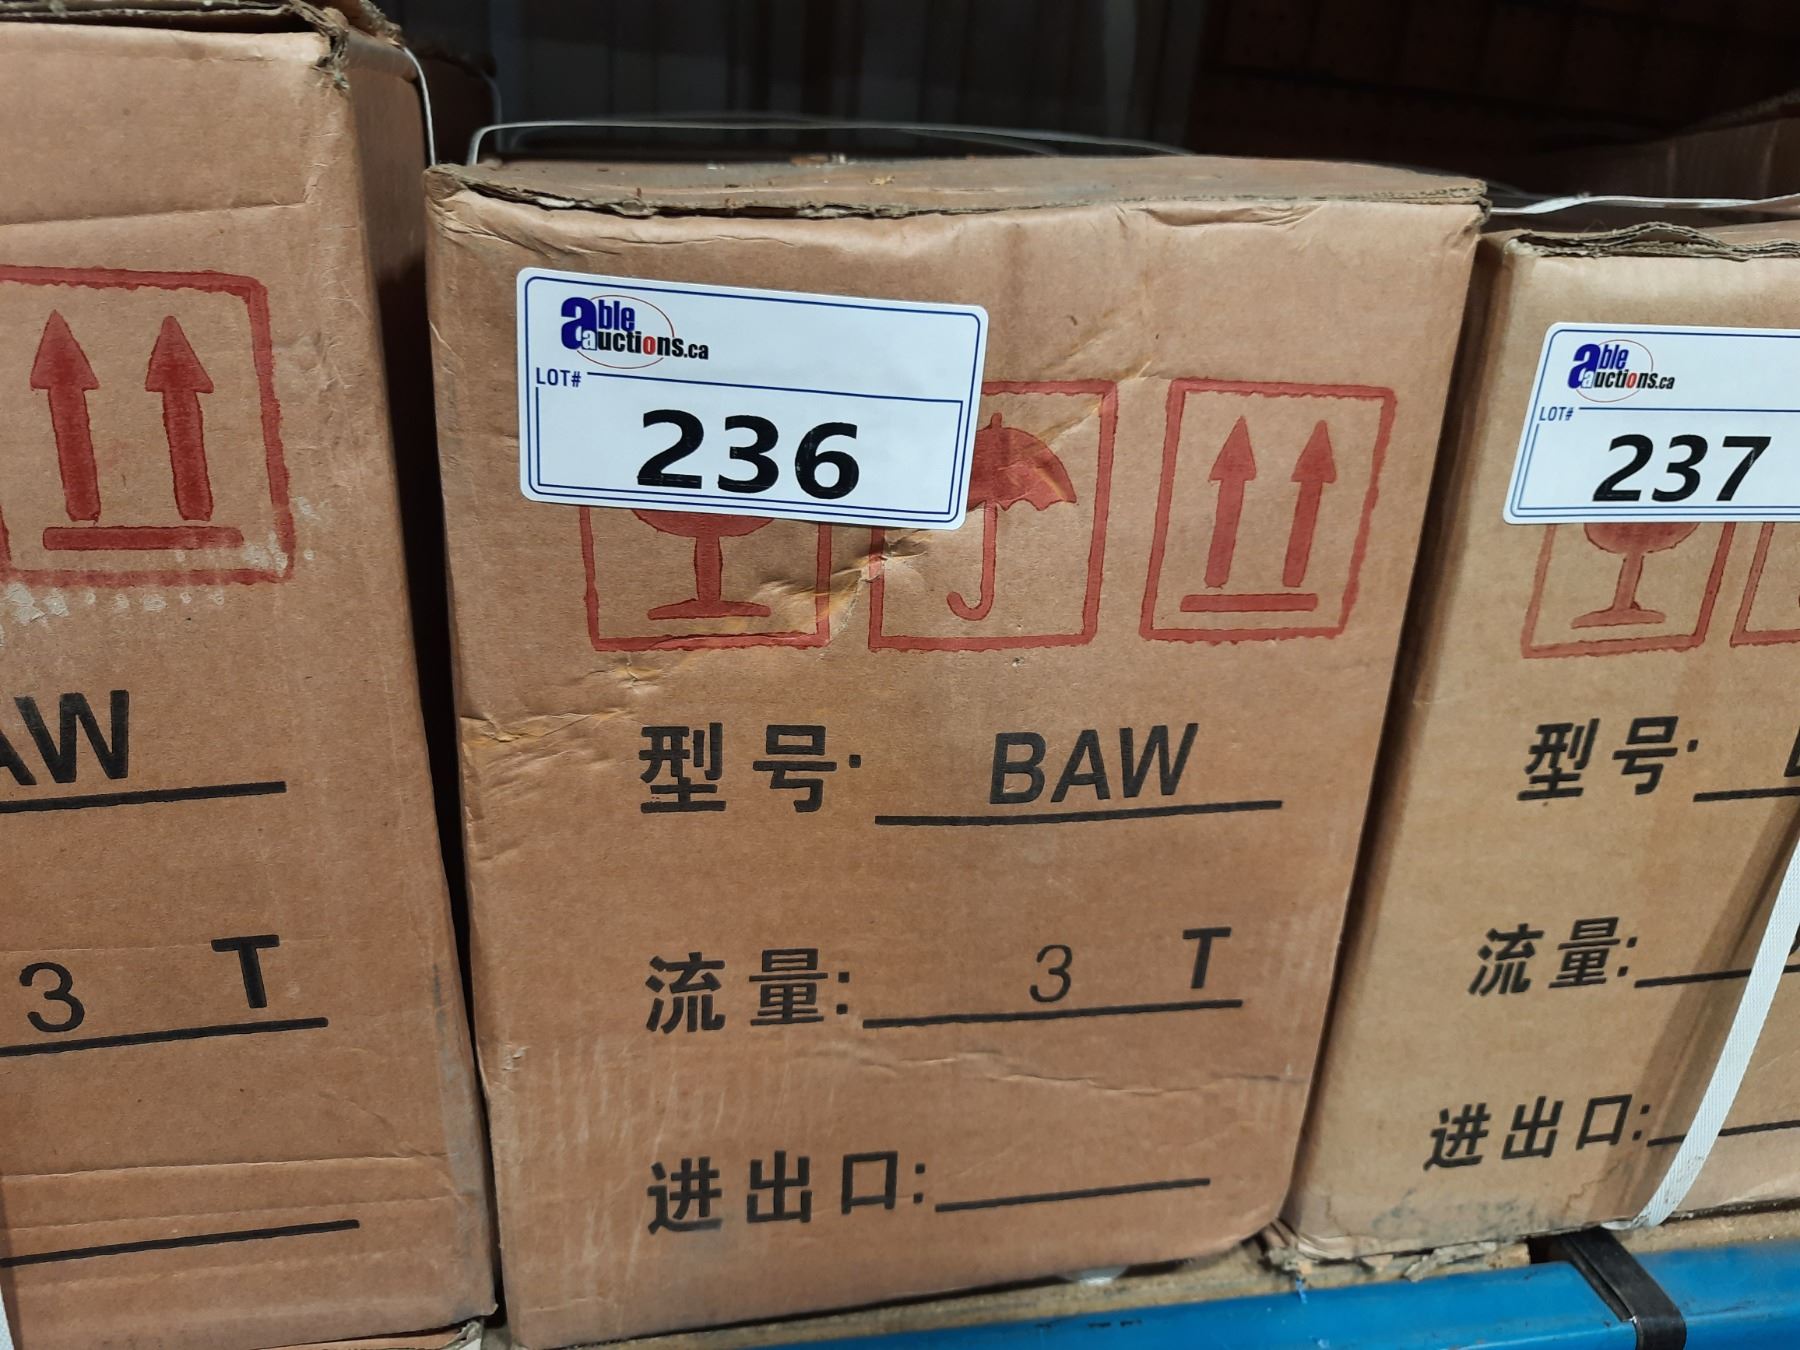 AW
3 T
able
auctions.ca
LOT#
236
型号: BAW
流量: 3 T
进出口:
able
auctions.ca
LOT#
237
型号:
流量:
进出口: